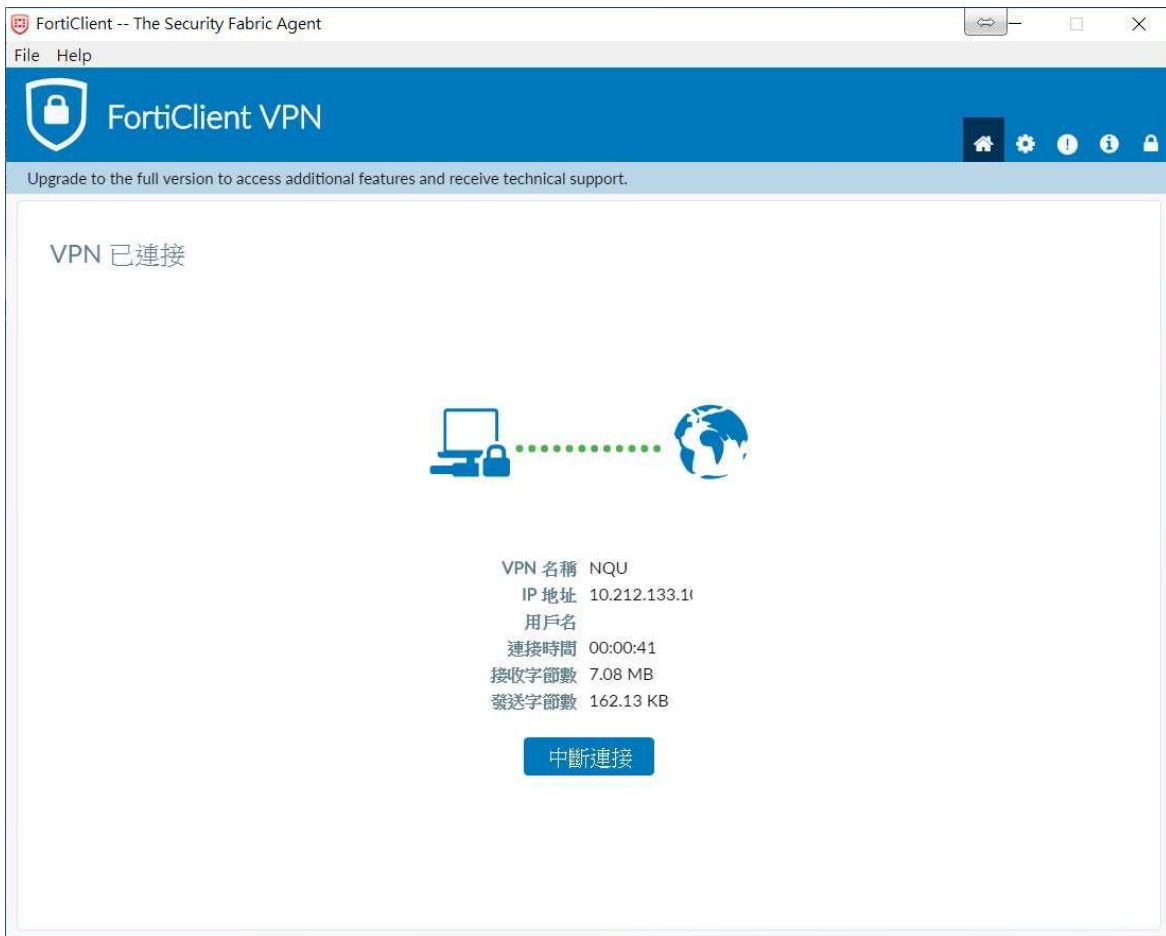 FortiClient -- The Security Fabric Agent
File Help
FortiClient VPN
Upgrade to the full version to access additional features and receive technical support.
VPN 已連接
VPN 名稱 NQU
IP 地址 10.212.133.1
用戶名
連接時間 00:00:41
接收字節數 7.08 MB
發送字節數 162.13 KB
中斷連接